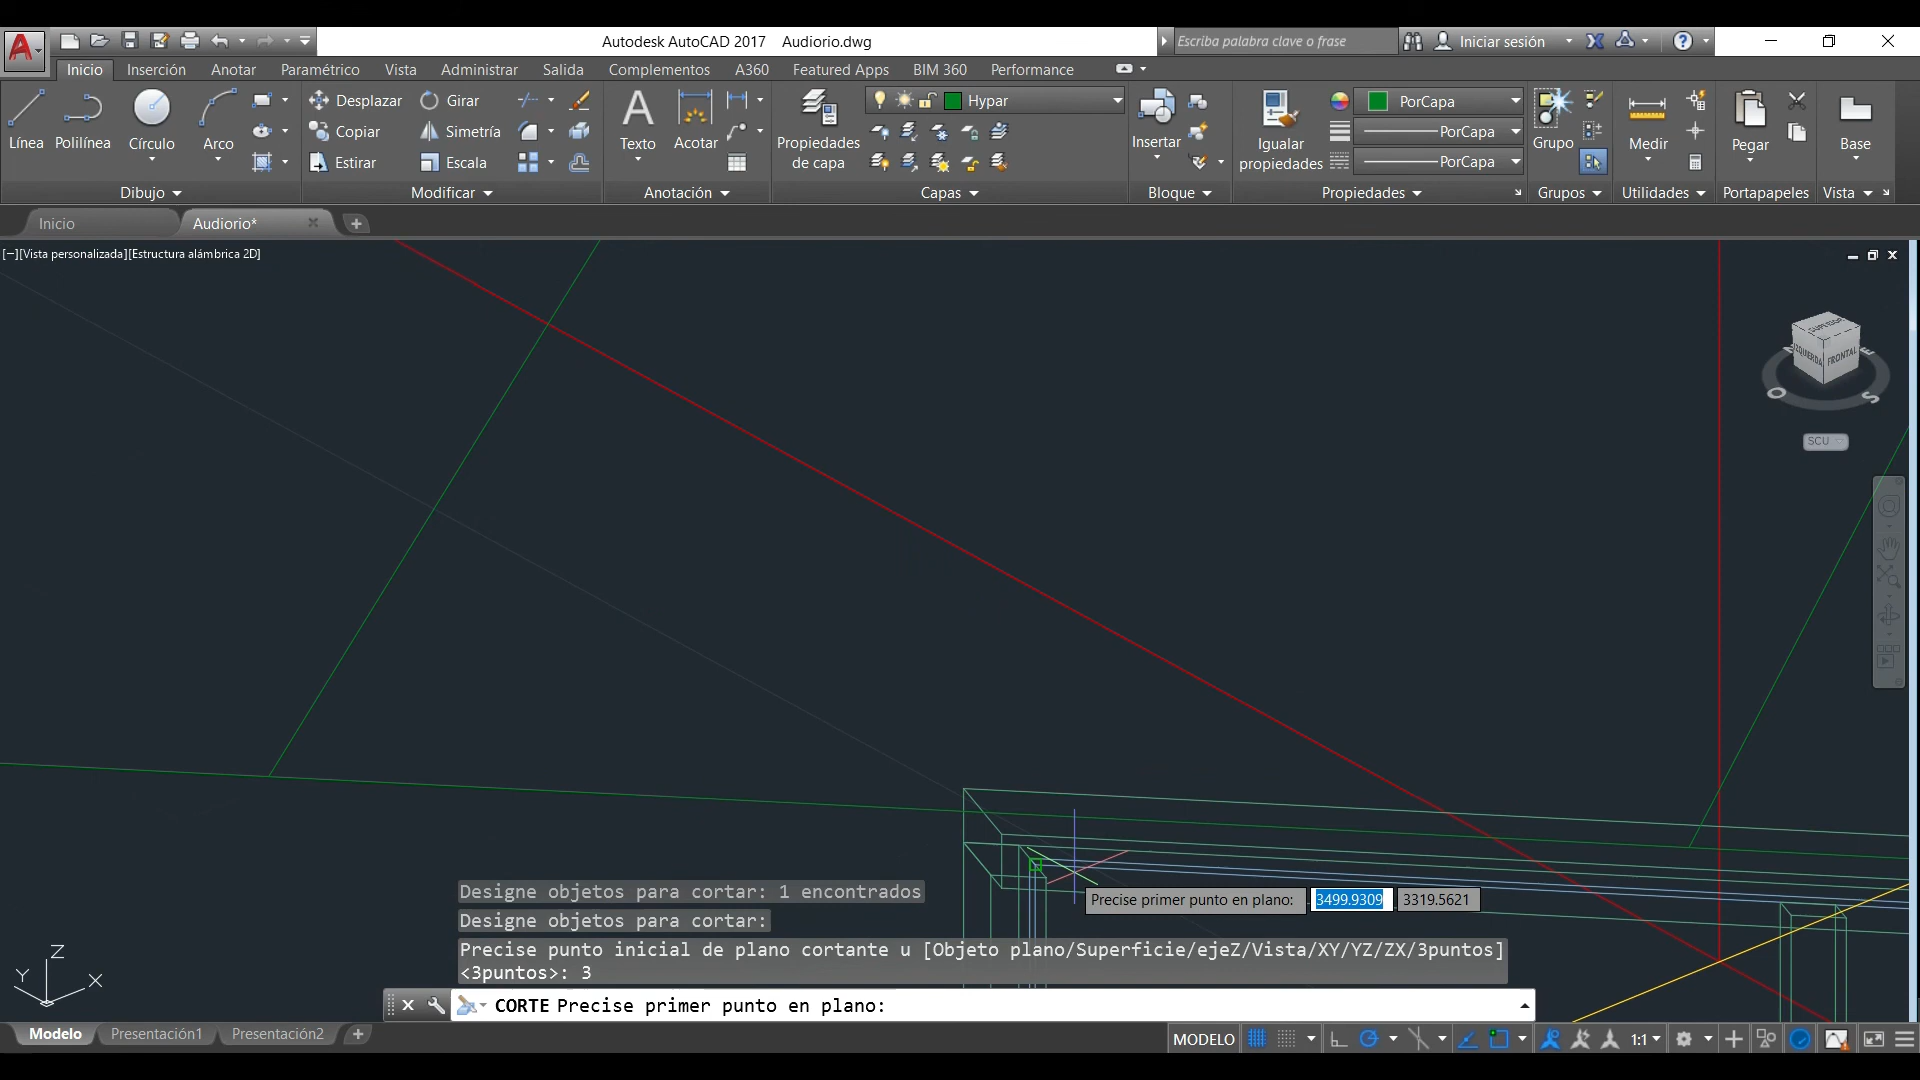 Autodesk AutoCAD 2017 Audiorio.dwg
Escriba palabra clave o frase
Iniciar sesión
Inicio Inserción Anotar Paramétrico Vista Administrar Salida Complementos A360 Featured Apps BIM 360 Performance
Línea Polilínea Círculo Arco
Desplazar Girar
Copiar Simetría
Estirar Escala
Texto Acotar
Propiedades de capa
Hypar
Insertar
Igualar propiedades
PorCapa
PorCapa
PorCapa
Grupo Medir Pegar Base
Dibujo Modificar Anotación Capas Bloque Propiedades Grupos Utilidades Portapapeles Vista
Inicio Audiorio*
[−][Vista personalizada][Estructura alámbrica 2D]
SUPERIOR
IZQUIERDA FRONTAL
O S
SCU
Precise primer punto en plano: 3499.9309 3319.5621
Designe objetos para cortar: 1 encontrados
Designe objetos para cortar:
Precise punto inicial de plano cortante u [Objeto plano/Superficie/ejeZ/Vista/XY/YZ/ZX/3puntos]
<3puntos>: 3
Z
Y X
CORTE Precise primer punto en plano:
Modelo Presentación1 Presentación2
MODELO 1:1